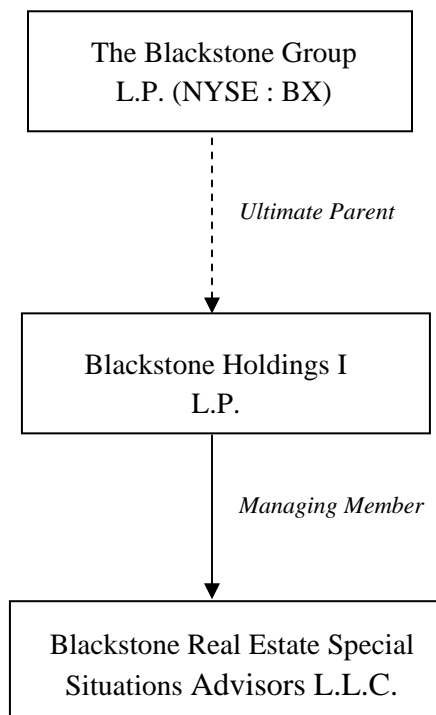 The Blackstone Group
L.P. (NYSE : BX)
Ultimate Parent
Blackstone Holdings I
L.P.
Managing Member
Blackstone Real Estate Special
Situations Advisors L.L.C.